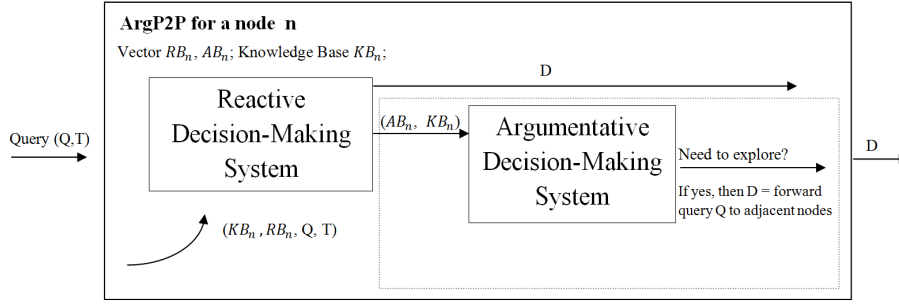 ArgP2P for a node n
Vector RBₙ, ABₙ; Knowledge Base KBₙ;
D
Query (Q,T)
Reactive
Decision-Making
System
(ABₙ, KBₙ)
Argumentative
Decision-Making
System
Need to explore?
If yes, then D = forward
query Q to adjacent nodes
D
(KBₙ , RBₙ, Q, T)